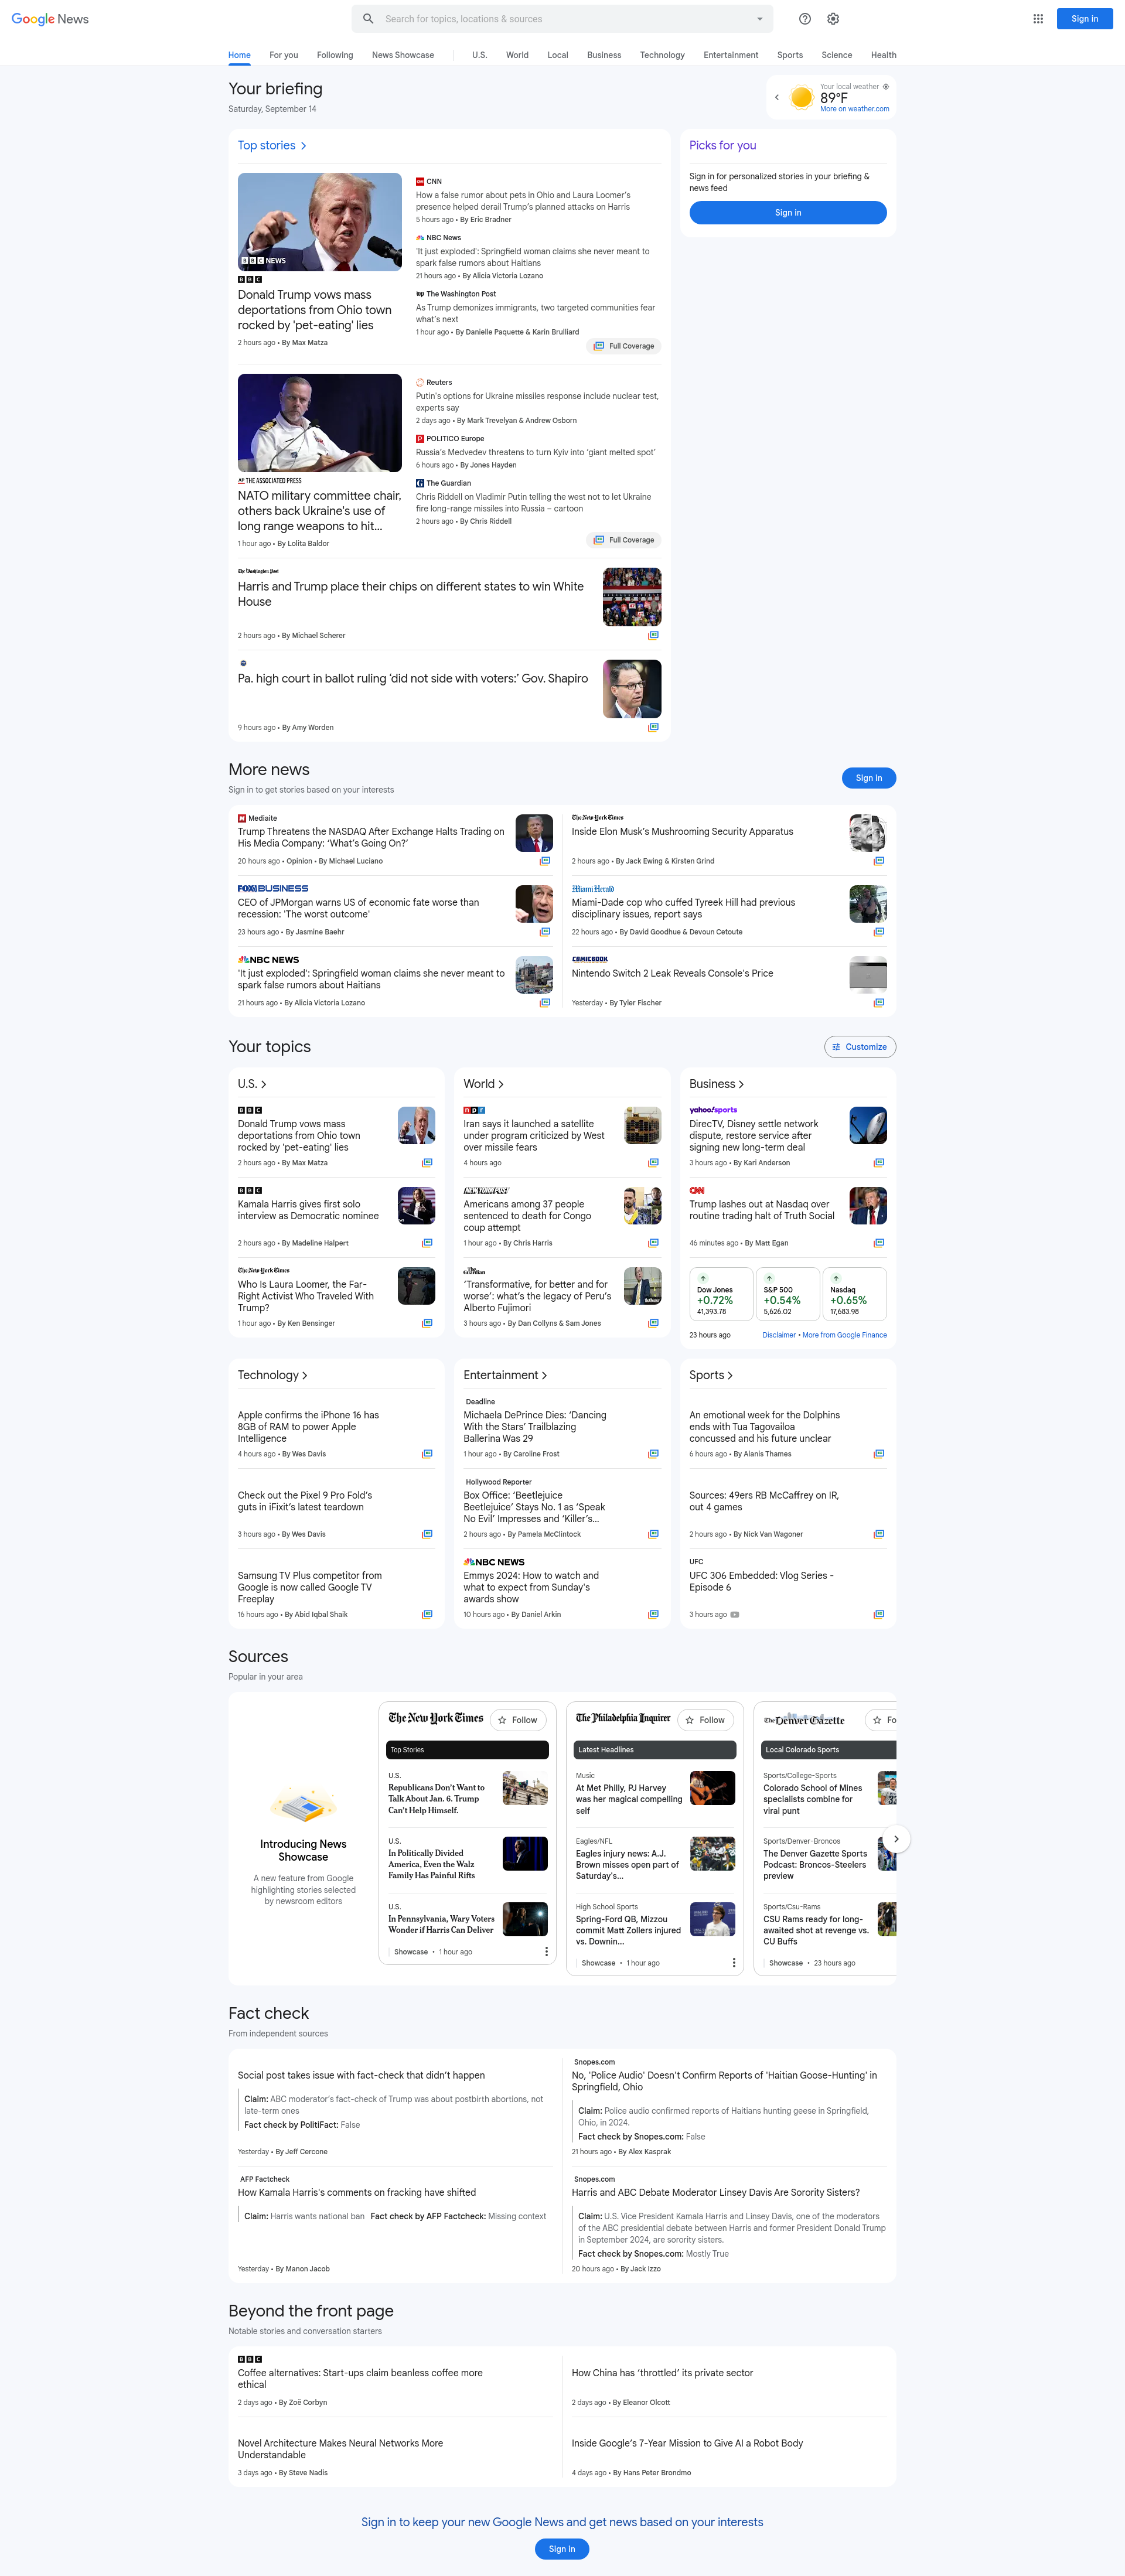 Google News
Search for topics, locations & sources
Sign in
Home
For you
Following
News Showcase
U.S.
World
Local
Business
Technology
Entertainment
Sports
Science
Health
Your briefing
Saturday, September 14
Your local weather
89°F
More on weather.com
Top stories
BBC NEWS
BBC
Donald Trump vows mass
deportations from Ohio town
rocked by 'pet-eating' lies
2 hours ago • By Max Matza
CNN
How a false rumor about pets in Ohio and Laura Loomer’s
presence helped derail Trump’s planned attacks on Harris
5 hours ago • By Eric Bradner
NBC News
'It just exploded': Springfield woman claims she never meant to
spark false rumors about Haitians
21 hours ago • By Alicia Victoria Lozano
The Washington Post
As Trump demonizes immigrants, two targeted communities fear
what’s next
1 hour ago • By Danielle Paquette & Karin Brulliard
Full Coverage
Picks for you
Sign in for personalized stories in your briefing &
news feed
Sign in
AP THE ASSOCIATED PRESS
NATO military committee chair,
others back Ukraine's use of
long range weapons to hit...
1 hour ago • By Lolita Baldor
Reuters
Putin's options for Ukraine missiles response include nuclear test,
experts say
2 days ago • By Mark Trevelyan & Andrew Osborn
POLITICO Europe
Russia’s Medvedev threatens to turn Kyiv into ‘giant melted spot’
6 hours ago • By Jones Hayden
The Guardian
Chris Riddell on Vladimir Putin telling the west not to let Ukraine
fire long-range missiles into Russia – cartoon
2 hours ago • By Chris Riddell
Full Coverage
The Washington Post
Harris and Trump place their chips on different states to win White
House
2 hours ago • By Michael Scherer
Pa. high court in ballot ruling ‘did not side with voters:’ Gov. Shapiro
9 hours ago • By Amy Worden
More news
Sign in to get stories based on your interests
Sign in
Mediaite
Trump Threatens the NASDAQ After Exchange Halts Trading on
His Media Company: ‘What’s Going On?’
20 hours ago • Opinion • By Michael Luciano
The New York Times
Inside Elon Musk’s Mushrooming Security Apparatus
2 hours ago • By Jack Ewing & Kirsten Grind
FOX BUSINESS
CEO of JPMorgan warns US of economic fate worse than
recession: 'The worst outcome'
23 hours ago • By Jasmine Baehr
Miami Herald
Miami-Dade cop who cuffed Tyreek Hill had previous
disciplinary issues, report says
22 hours ago • By David Goodhue & Devoun Cetoute
NBC NEWS
'It just exploded': Springfield woman claims she never meant to
spark false rumors about Haitians
21 hours ago • By Alicia Victoria Lozano
COMICBOOK
Nintendo Switch 2 Leak Reveals Console's Price
Yesterday • By Tyler Fischer
Your topics
Customize
U.S.
BBC
Donald Trump vows mass
deportations from Ohio town
rocked by 'pet-eating' lies
2 hours ago • By Max Matza
BBC
Kamala Harris gives first solo
interview as Democratic nominee
2 hours ago • By Madeline Halpert
The New York Times
Who Is Laura Loomer, the Far-
Right Activist Who Traveled With
Trump?
1 hour ago • By Ken Bensinger
World
npr
Iran says it launched a satellite
under program criticized by West
over missile fears
4 hours ago
NEW YORK POST
Americans among 37 people
sentenced to death for Congo
coup attempt
1 hour ago • By Chris Harris
The Guardian
‘Transformative, for better and for
worse’: what’s the legacy of Peru’s
Alberto Fujimori
3 hours ago • By Dan Collyns & Sam Jones
Business
yahoo!sports
DirecTV, Disney settle network
dispute, restore service after
signing new long-term deal
3 hours ago • By Kari Anderson
CNN
Trump lashes out at Nasdaq over
routine trading halt of Truth Social
46 minutes ago • By Matt Egan
Dow Jones
+0.72%
41,393.78
S&P 500
+0.54%
5,626.02
Nasdaq
+0.65%
17,683.98
23 hours ago
Disclaimer • More from Google Finance
Technology
Apple confirms the iPhone 16 has
8GB of RAM to power Apple
Intelligence
4 hours ago • By Wes Davis
Check out the Pixel 9 Pro Fold’s
guts in iFixit’s latest teardown
3 hours ago • By Wes Davis
Samsung TV Plus competitor from
Google is now called Google TV
Freeplay
16 hours ago • By Abid Iqbal Shaik
Entertainment
Deadline
Michaela DePrince Dies: ‘Dancing
With the Stars’ Trailblazing
Ballerina Was 29
1 hour ago • By Caroline Frost
Hollywood Reporter
Box Office: ‘Beetlejuice
Beetlejuice’ Stays No. 1 as ‘Speak
No Evil’ Impresses and ‘Killer’s...
2 hours ago • By Pamela McClintock
NBC NEWS
Emmys 2024: How to watch and
what to expect from Sunday's
awards show
10 hours ago • By Daniel Arkin
Sports
An emotional week for the Dolphins
ends with Tua Tagovailoa
concussed and his future unclear
6 hours ago • By Alanis Thames
Sources: 49ers RB McCaffrey on IR,
out 4 games
2 hours ago • By Nick Van Wagoner
UFC
UFC 306 Embedded: Vlog Series -
Episode 6
3 hours ago
Sources
Popular in your area
Introducing News
Showcase
A new feature from Google
highlighting stories selected
by newsroom editors
The New York Times
Follow
Top Stories
U.S.
Republicans Don't Want to
Talk About Jan. 6. Trump
Can't Help Himself.
U.S.
In Politically Divided
America, Even the Walz
Family Has Painful Rifts
U.S.
In Pennsylvania, Wary Voters
Wonder if Harris Can Deliver
Showcase • 1 hour ago
The Philadelphia Inquirer
Follow
Latest Headlines
Music
At Met Philly, PJ Harvey
was her magical compelling
self
Eagles/NFL
Eagles injury news: A.J.
Brown misses open part of
Saturday's...
High School Sports
Spring-Ford QB, Mizzou
commit Matt Zollers injured
vs. Downin...
Showcase • 1 hour ago
The Denver Gazette
Fo
Local Colorado Sports
Sports/College-Sports
Colorado School of Mines
specialists combine for
viral punt
Sports/Denver-Broncos
The Denver Gazette Sports
Podcast: Broncos-Steelers
preview
Sports/Csu-Rams
CSU Rams ready for long-
awaited shot at revenge vs.
CU Buffs
Showcase • 23 hours ago
Fact check
From independent sources
Social post takes issue with fact-check that didn’t happen
Claim: ABC moderator’s fact-check of Trump was about postbirth abortions, not
late-term ones
Fact check by PolitiFact: False
Yesterday • By Jeff Cercone
Snopes.com
No, 'Police Audio' Doesn't Confirm Reports of 'Haitian Goose-Hunting' in
Springfield, Ohio
Claim: Police audio confirmed reports of Haitians hunting geese in Springfield,
Ohio, in 2024.
Fact check by Snopes.com: False
21 hours ago • By Alex Kasprak
AFP Factcheck
How Kamala Harris's comments on fracking have shifted
Claim: Harris wants national ban Fact check by AFP Factcheck: Missing context
Yesterday • By Manon Jacob
Snopes.com
Harris and ABC Debate Moderator Linsey Davis Are Sorority Sisters?
Claim: U.S. Vice President Kamala Harris and Linsey Davis, one of the moderators
of the ABC presidential debate between Harris and former President Donald Trump
in September 2024, are sorority sisters.
Fact check by Snopes.com: Mostly True
20 hours ago • By Jack Izzo
Beyond the front page
Notable stories and conversation starters
BBC
Coffee alternatives: Start-ups claim beanless coffee more
ethical
2 days ago • By Zoë Corbyn
How China has ‘throttled’ its private sector
2 days ago • By Eleanor Olcott
Novel Architecture Makes Neural Networks More
Understandable
3 days ago • By Steve Nadis
Inside Google’s 7-Year Mission to Give AI a Robot Body
4 days ago • By Hans Peter Brondmo
Sign in to keep your new Google News and get news based on your interests
Sign in